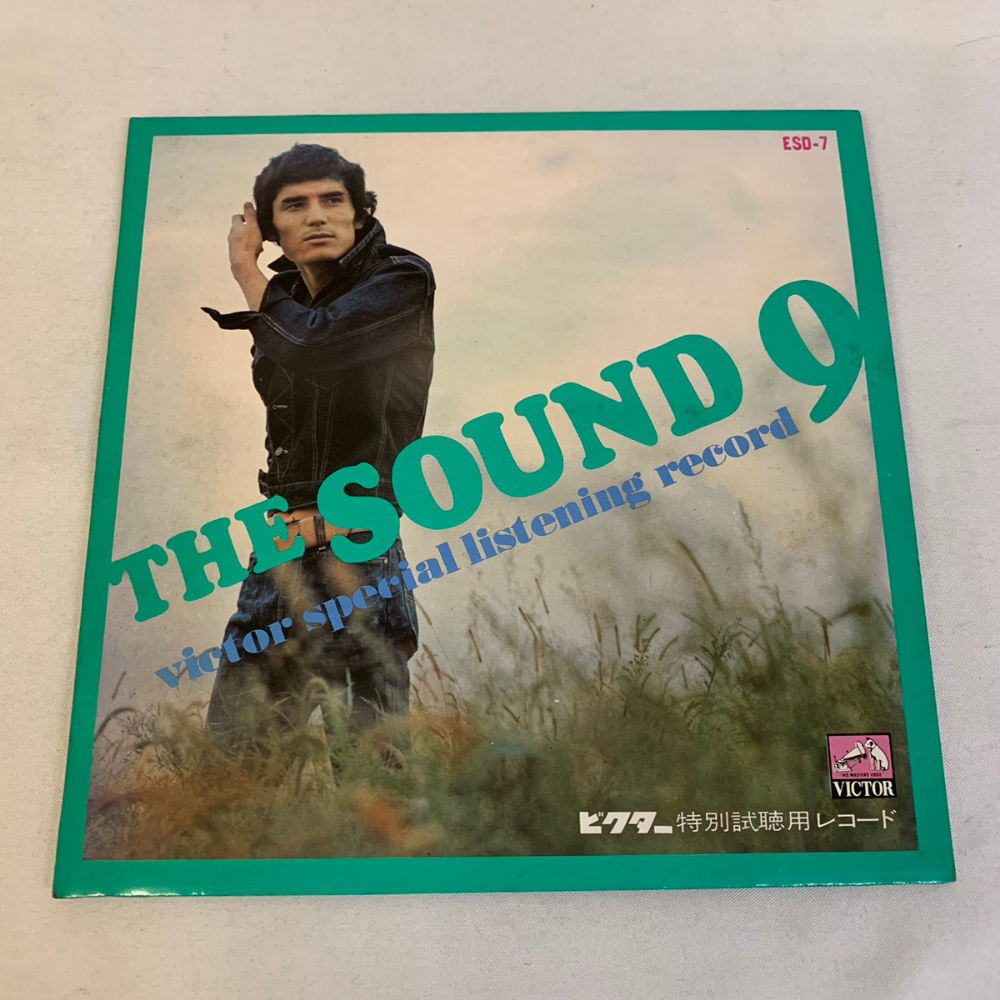 ESD-7
THE SOUND 9
victor special listening record
HIS MASTER'S VOICE
VICTOR
ビクター特別試聴用レコード